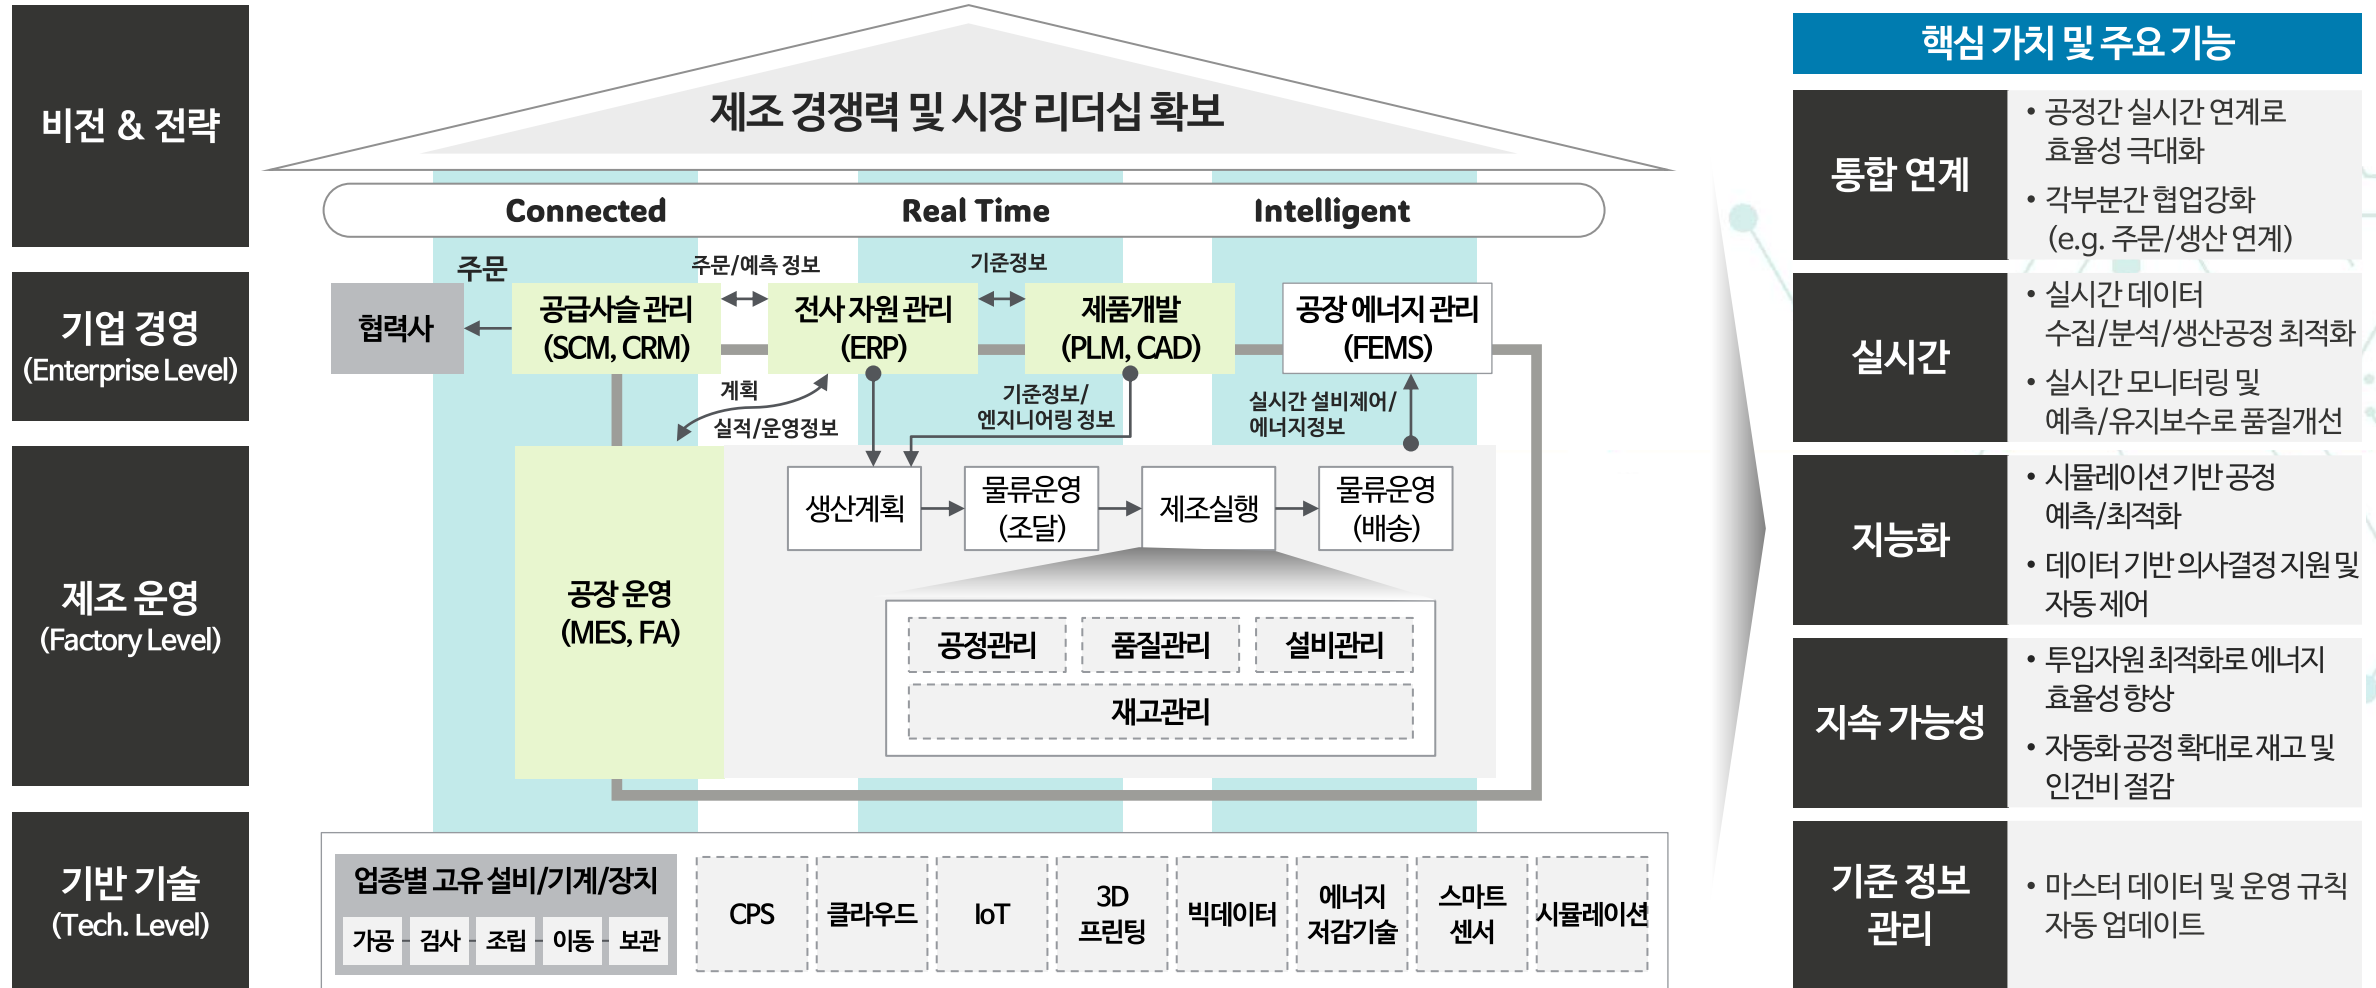 비전 & 전략
제조 경쟁력 및 시장 리더십 확보
Connected
Real Time
Intelligent
기업 경영
(Enterprise Level)
주문
주문/예측 정보
기준정보
협력사
공급사슬 관리
(SCM, CRM)
전사 자원 관리
(ERP)
제품개발
(PLM, CAD)
공장 에너지 관리
(FEMS)
계획
실적/운영정보
기준정보/
엔지니어링 정보
실시간 설비제어/
에너지정보
제조 운영
(Factory Level)
공장 운영
(MES, FA)
생산계획
물류운영
(조달)
제조실행
물류운영
(배송)
공정관리
품질관리
설비관리
재고관리
기반 기술
(Tech. Level)
업종별 고유 설비/기계/장치
가공
검사
조립
이동
보관
CPS
클라우드
IoT
3D
프린팅
빅데이터
에너지
저감기술
스마트
센서
시뮬레이션
핵심 가치 및 주요 기능
통합 연계
• 공정간 실시간 연계로
효율성 극대화
• 각부분간 협업강화
(e.g. 주문/생산 연계)
실시간
• 실시간 데이터
수집/분석/생산공정 최적화
• 실시간 모니터링 및
예측/유지보수로 품질개선
지능화
• 시뮬레이션 기반 공정
예측/최적화
• 데이터 기반 의사결정 지원 및
자동 제어
지속 가능성
• 투입자원 최적화로 에너지
효율성 향상
• 자동화 공정 확대로 재고 및
인건비 절감
기준 정보
관리
• 마스터 데이터 및 운영 규칙
자동 업데이트